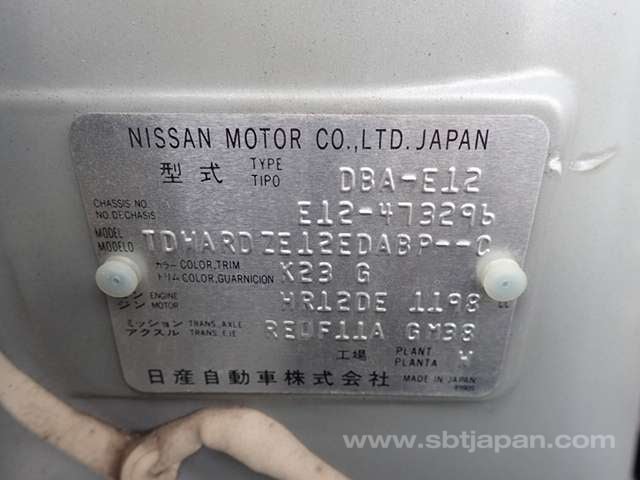 NISSAN MOTOR CO.,LTD. JAPAN
型式 TYPE TIPO DBA-E12
CHASSIS NO. NO. DE CHASIS E12-473296
MODEL MODELO TDHARDZE12EDABP--C
カラー COLOR,TRIM トリム COLOR,GUARNICION K23 G
ジン ENGINE MOTOR HR12DE 1198 CC
ミッション TRANS. AXLE アクスル TRANS. EJE RE0F11A GM38
工場 PLANT PLANTA H
日産自動車株式会社 MADE IN JAPAN
www.sbtjapan.com